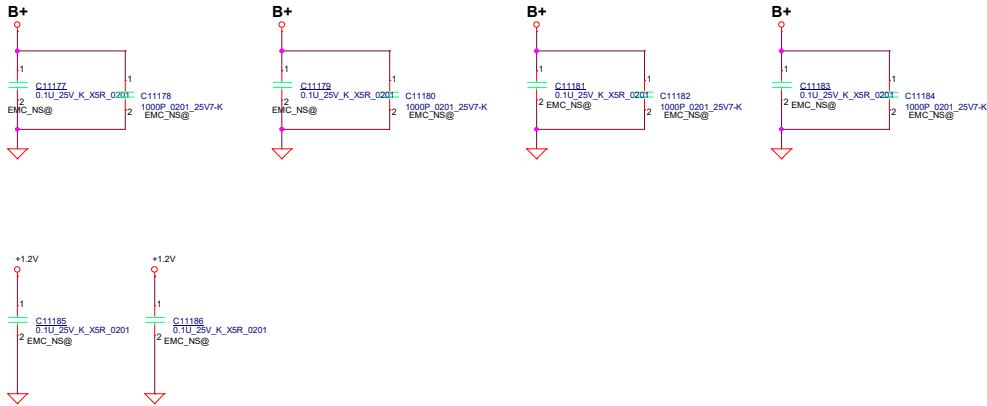 B+
1
C11177
0.1U_25V_K_X5R_0201
2
EMC_NS@
1
C11178
1000P_0201_25V7-K
2
EMC_NS@
B+
1
C11179
0.1U_25V_K_X5R_0201
2
EMC_NS@
1
C11180
1000P_0201_25V7-K
2
EMC_NS@
B+
1
C11181
0.1U_25V_K_X5R_0201
2
EMC_NS@
1
C11182
1000P_0201_25V7-K
2
EMC_NS@
B+
1
C11183
0.1U_25V_K_X5R_0201
2
EMC_NS@
1
C11184
1000P_0201_25V7-K
2
EMC_NS@
+1.2V
1
C11185
0.1U_25V_K_X5R_0201
2
EMC_NS@
+1.2V
1
C11186
0.1U_25V_K_X5R_0201
2
EMC_NS@